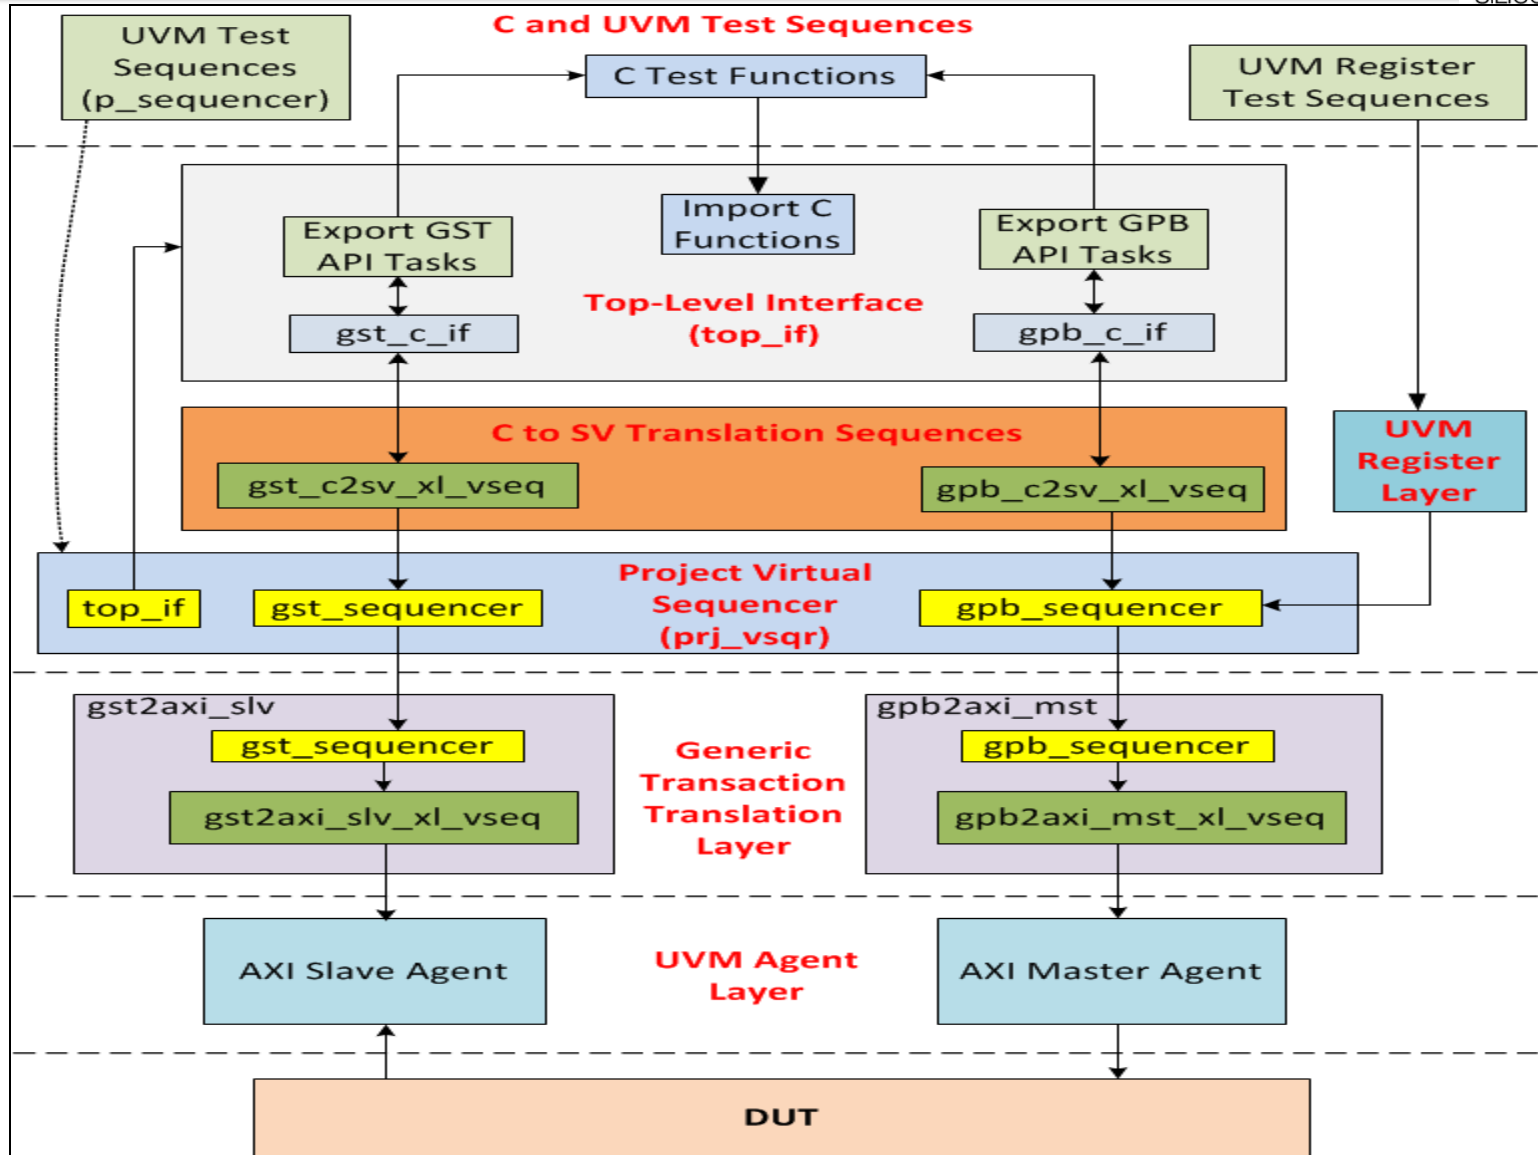 C and UVM Test Sequences
UVM Test
Sequences
(p_sequencer)
C Test Functions
UVM Register
Test Sequences
Export GST
API Tasks
Import C
Functions
Export GPB
API Tasks
Top-Level Interface
(top_if)
gst_c_if
gpb_c_if
C to SV Translation Sequences
gst_c2sv_xl_vseq
gpb_c2sv_xl_vseq
UVM
Register
Layer
Project Virtual
Sequencer
(prj_vsqr)
top_if
gst_sequencer
gpb_sequencer
gst2axi_slv
gst_sequencer
gst2axi_slv_xl_vseq
Generic
Transaction
Translation
Layer
gpb2axi_mst
gpb_sequencer
gpb2axi_mst_xl_vseq
AXI Slave Agent
UVM Agent
Layer
AXI Master Agent
DUT